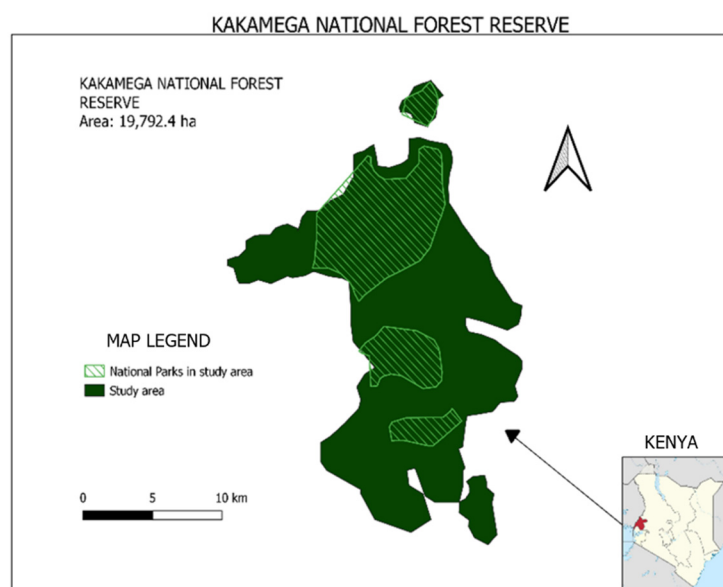 KAKAMEGA NATIONAL FOREST RESERVE
KAKAMEGA NATIONAL FOREST
RESERVE
Area: 19,792.4 ha
MAP LEGEND
National Parks in study area
Study area
0 5 10 km
KENYA